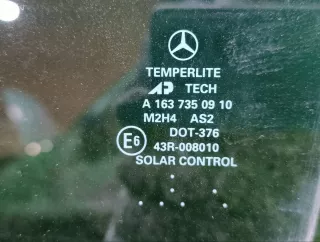 TEMPERLITE
AP TECH
A 163 735 09 10
M2H4 AS2
DOT-376
E6 43R-008010
SOLAR CONTROL